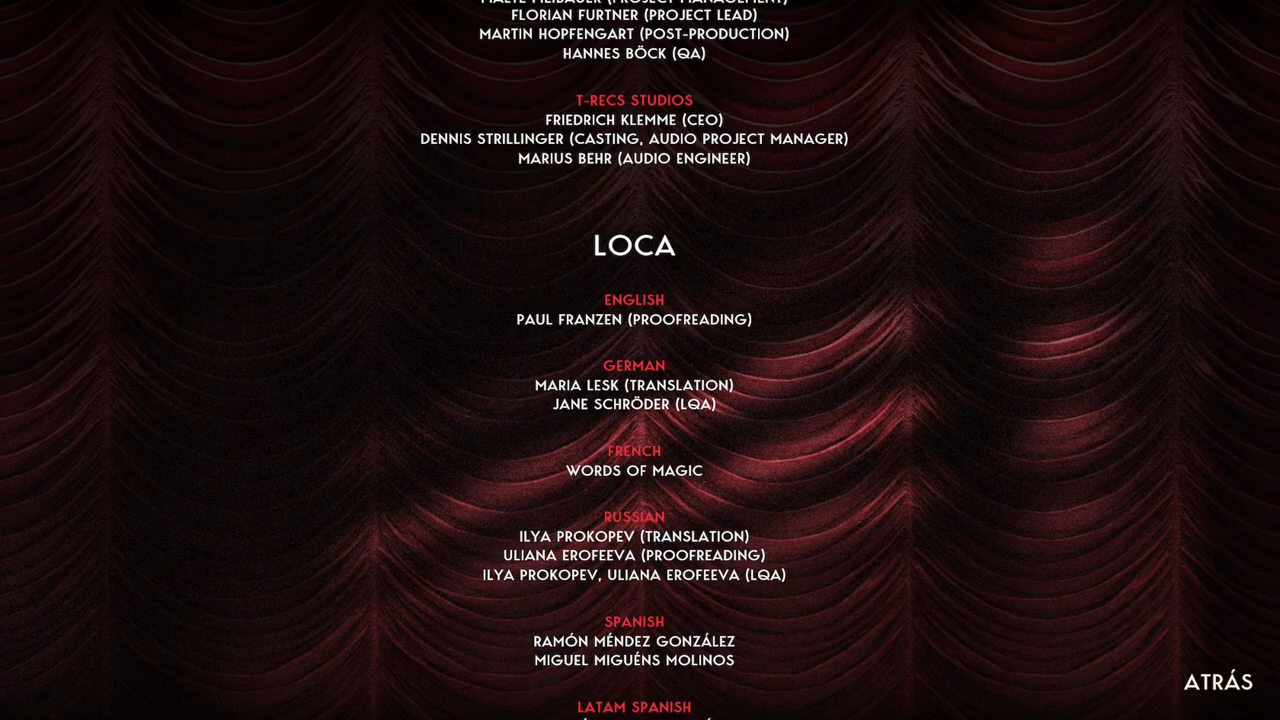 FLORIAN FURTNER (PROJECT LEAD)
MARTIN HOPFENGART (POST-PRODUCTION)
HANNES BÖCK (QA)
T-RECS STUDIOS
FRIEDRICH KLEMME (CEO)
DENNIS STRILLINGER (CASTING, AUDIO PROJECT MANAGER)
MARIUS BEHR (AUDIO ENGINEER)
LOCA
ENGLISH
PAUL FRANZEN (PROOFREADING)
GERMAN
MARIA LESK (TRANSLATION)
JANE SCHRÖDER (LQA)
FRENCH
WORDS OF MAGIC
RUSSIAN
ILYA PROKOPEV (TRANSLATION)
ULIANA EROFEEVA (PROOFREADING)
ILYA PROKOPEV, ULIANA EROFEEVA (LQA)
SPANISH
RAMÓN MÉNDEZ GONZÁLEZ
MIGUEL MIGUÉNS MOLINOS
ATRÁS
LATAM SPANISH